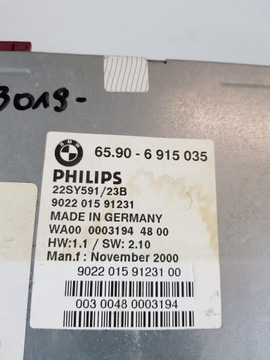 3019-
BMW
65.90 - 6 915 035
PHILIPS
22SY591/23B
9022 015 91231
MADE IN GERMANY
WA00 0003194 48 00
HW:1.1 / SW: 2.10
Man.f : November 2000
9022 015 91231 00
003 0048 0003194